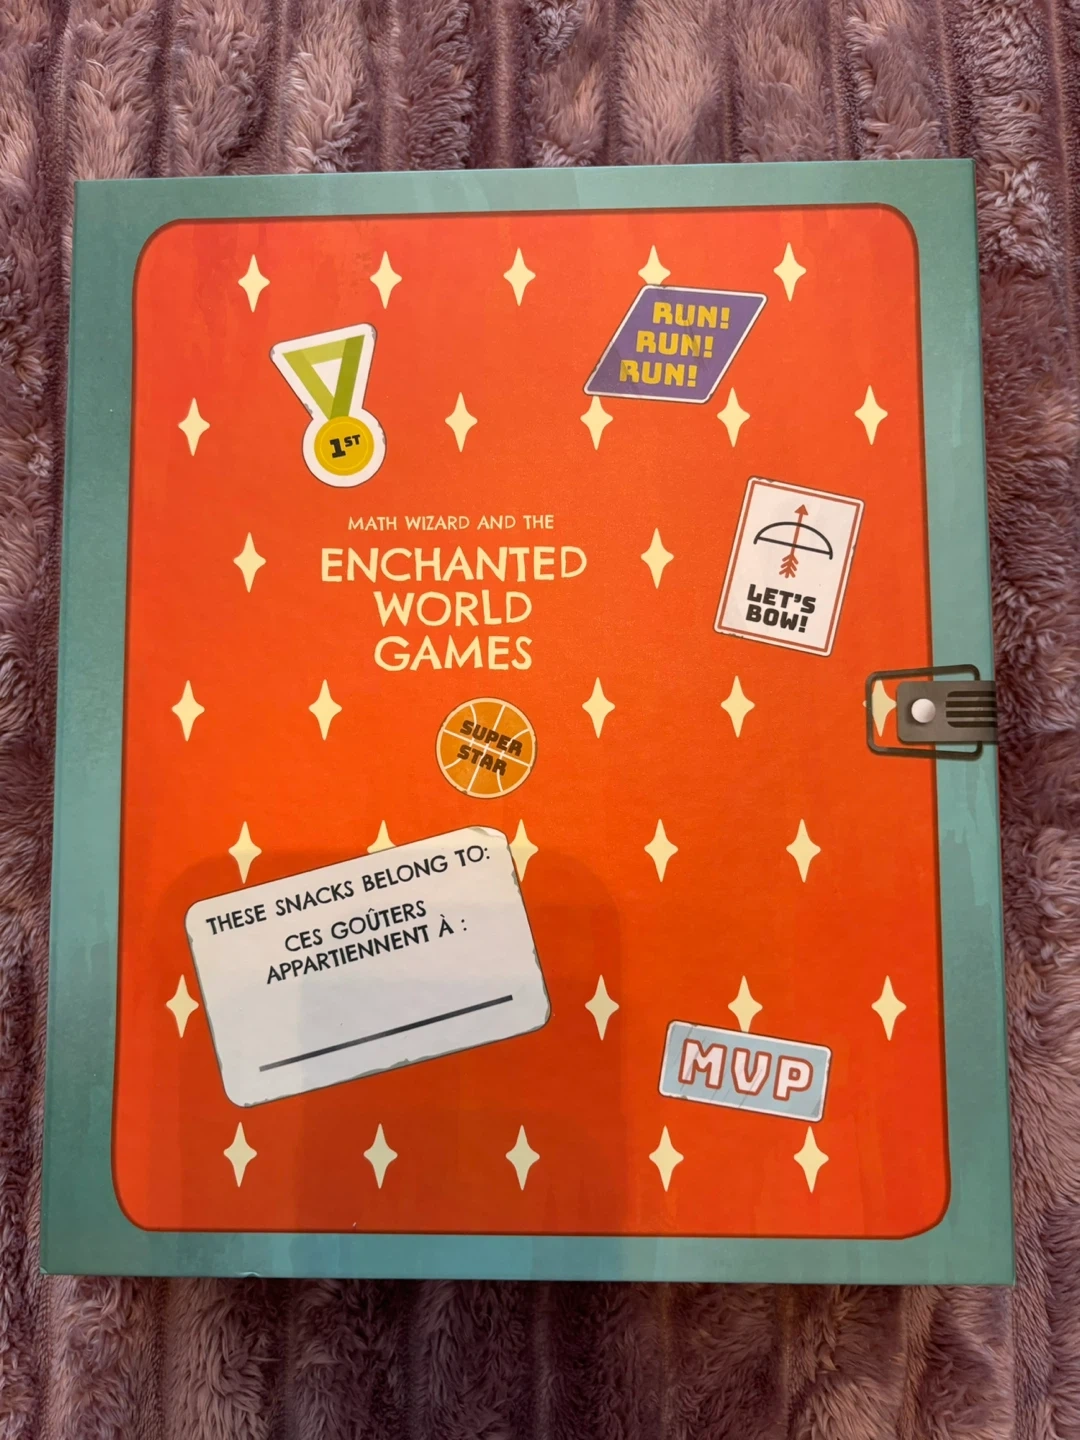 RUN!
RUN!
RUN!
1ST
LET'S
BOW!
MATH WIZARD AND THE
ENCHANTED
WORLD
GAMES
SUPER
STAR
THESE SNACKS BELONG TO:
CES GOÛTERS
APPARTIENNENT À :
MVP